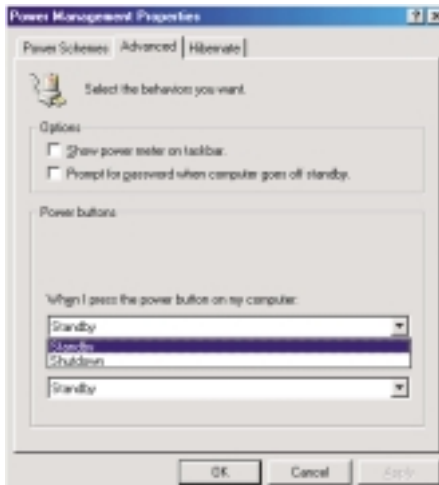 Power Management Properties
Power Schemes
Advanced
Hibernate
Select the behaviors you want.
Options
Show power meter on taskbar.
Prompt for password when computer goes off standby.
Power buttons
When I press the power button on my computer:
Standby
Standby
Shutdown
Standby
OK
Cancel
Apply